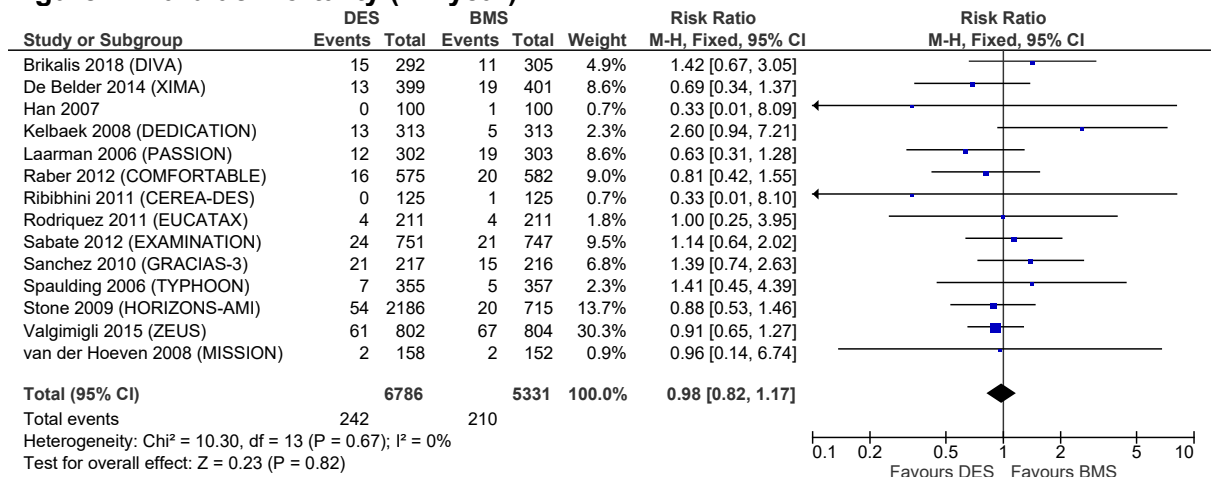 DES BMS Risk Ratio Risk Ratio
Study or Subgroup Events Total Events Total Weight M-H, Fixed, 95% CI M-H, Fixed, 95% CI
Brikalis 2018 (DIVA) 15 292 11 305 4.9% 1.42 [0.67, 3.05]
De Belder 2014 (XIMA) 13 399 19 401 8.6% 0.69 [0.34, 1.37]
Han 2007 0 100 1 100 0.7% 0.33 [0.01, 8.09]
Kelbaek 2008 (DEDICATION) 13 313 5 313 2.3% 2.60 [0.94, 7.21]
Laarman 2006 (PASSION) 12 302 19 303 8.6% 0.63 [0.31, 1.28]
Raber 2012 (COMFORTABLE) 16 575 20 582 9.0% 0.81 [0.42, 1.55]
Ribibhini 2011 (CEREA-DES) 0 125 1 125 0.7% 0.33 [0.01, 8.10]
Rodriquez 2011 (EUCATAX) 4 211 4 211 1.8% 1.00 [0.25, 3.95]
Sabate 2012 (EXAMINATION) 24 751 21 747 9.5% 1.14 [0.64, 2.02]
Sanchez 2010 (GRACIAS-3) 21 217 15 216 6.8% 1.39 [0.74, 2.63]
Spaulding 2006 (TYPHOON) 7 355 5 357 2.3% 1.41 [0.45, 4.39]
Stone 2009 (HORIZONS-AMI) 54 2186 20 715 13.7% 0.88 [0.53, 1.46]
Valgimigli 2015 (ZEUS) 61 802 67 804 30.3% 0.91 [0.65, 1.27]
van der Hoeven 2008 (MISSION) 2 158 2 152 0.9% 0.96 [0.14, 6.74]
Total (95% CI) 6786 5331 100.0% 0.98 [0.82, 1.17]
Total events 242 210
Heterogeneity: Chi² = 10.30, df = 13 (P = 0.67); I² = 0%
Test for overall effect: Z = 0.23 (P = 0.82)
0.1 0.2 0.5 1 2 5 10
Favours DES Favours BMS